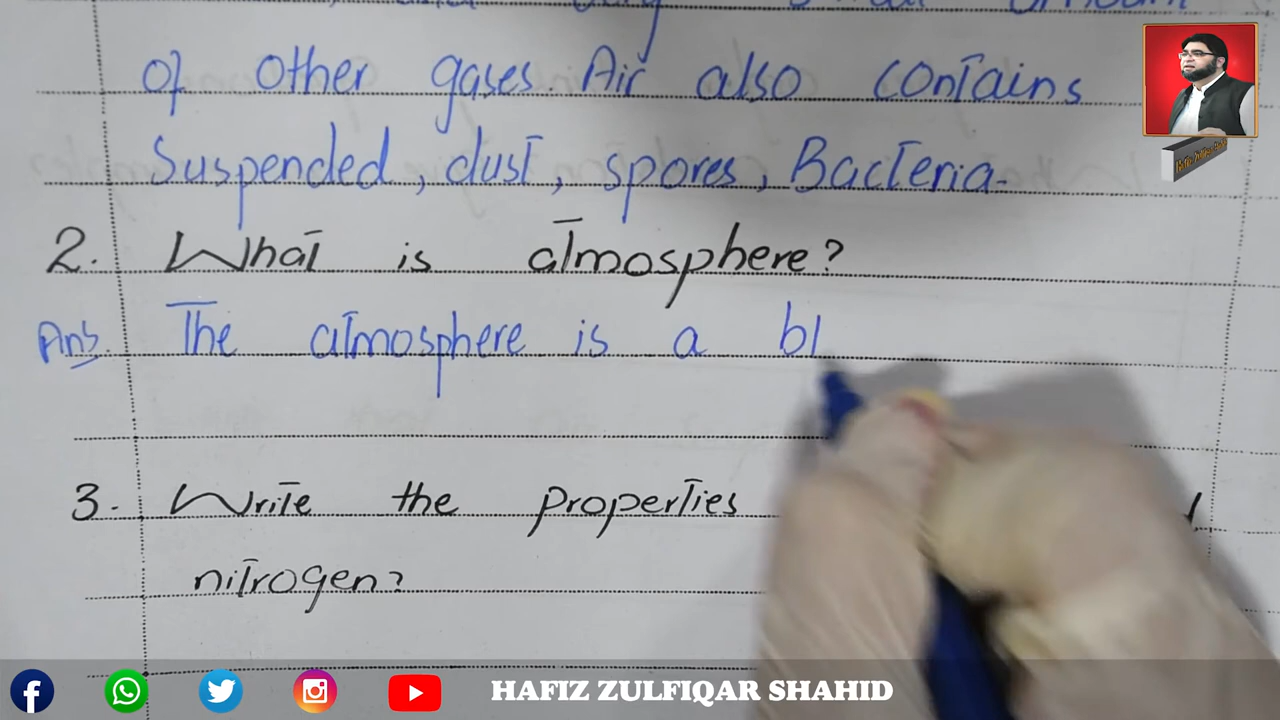 of other gases. Air also contains
Suspended, dust, spores, Bacteria.
2. What is atmosphere?
Ans. The atmosphere is a bl
3. Write the properties
nitrogen?
HAFIZ ZULFIQAR SHAHID